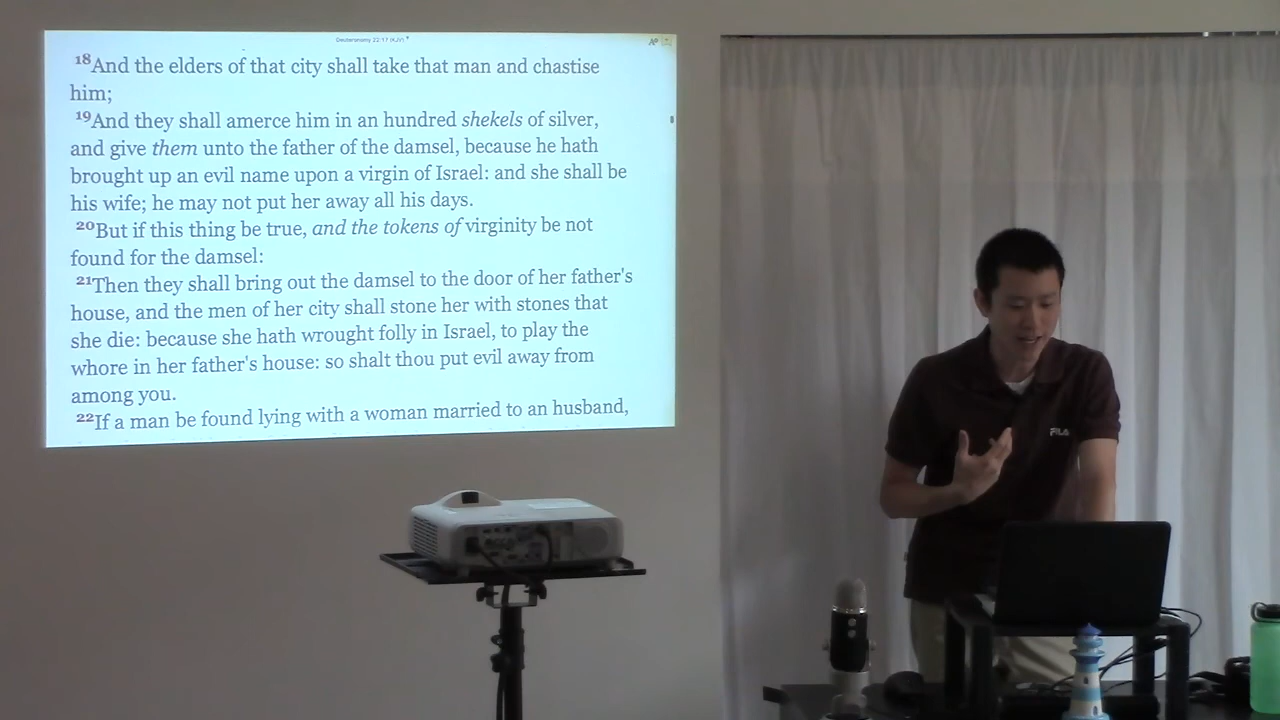 Deuteronomy 22:17 (KJV)
18And the elders of that city shall take that man and chastise
him;
19And they shall amerce him in an hundred shekels of silver,
and give them unto the father of the damsel, because he hath
brought up an evil name upon a virgin of Israel: and she shall be
his wife; he may not put her away all his days.
20But if this thing be true, and the tokens of virginity be not
found for the damsel:
21Then they shall bring out the damsel to the door of her father's
house, and the men of her city shall stone her with stones that
she die: because she hath wrought folly in Israel, to play the
whore in her father's house: so shalt thou put evil away from
among you.
22If a man be found lying with a woman married to an husband,
FILA